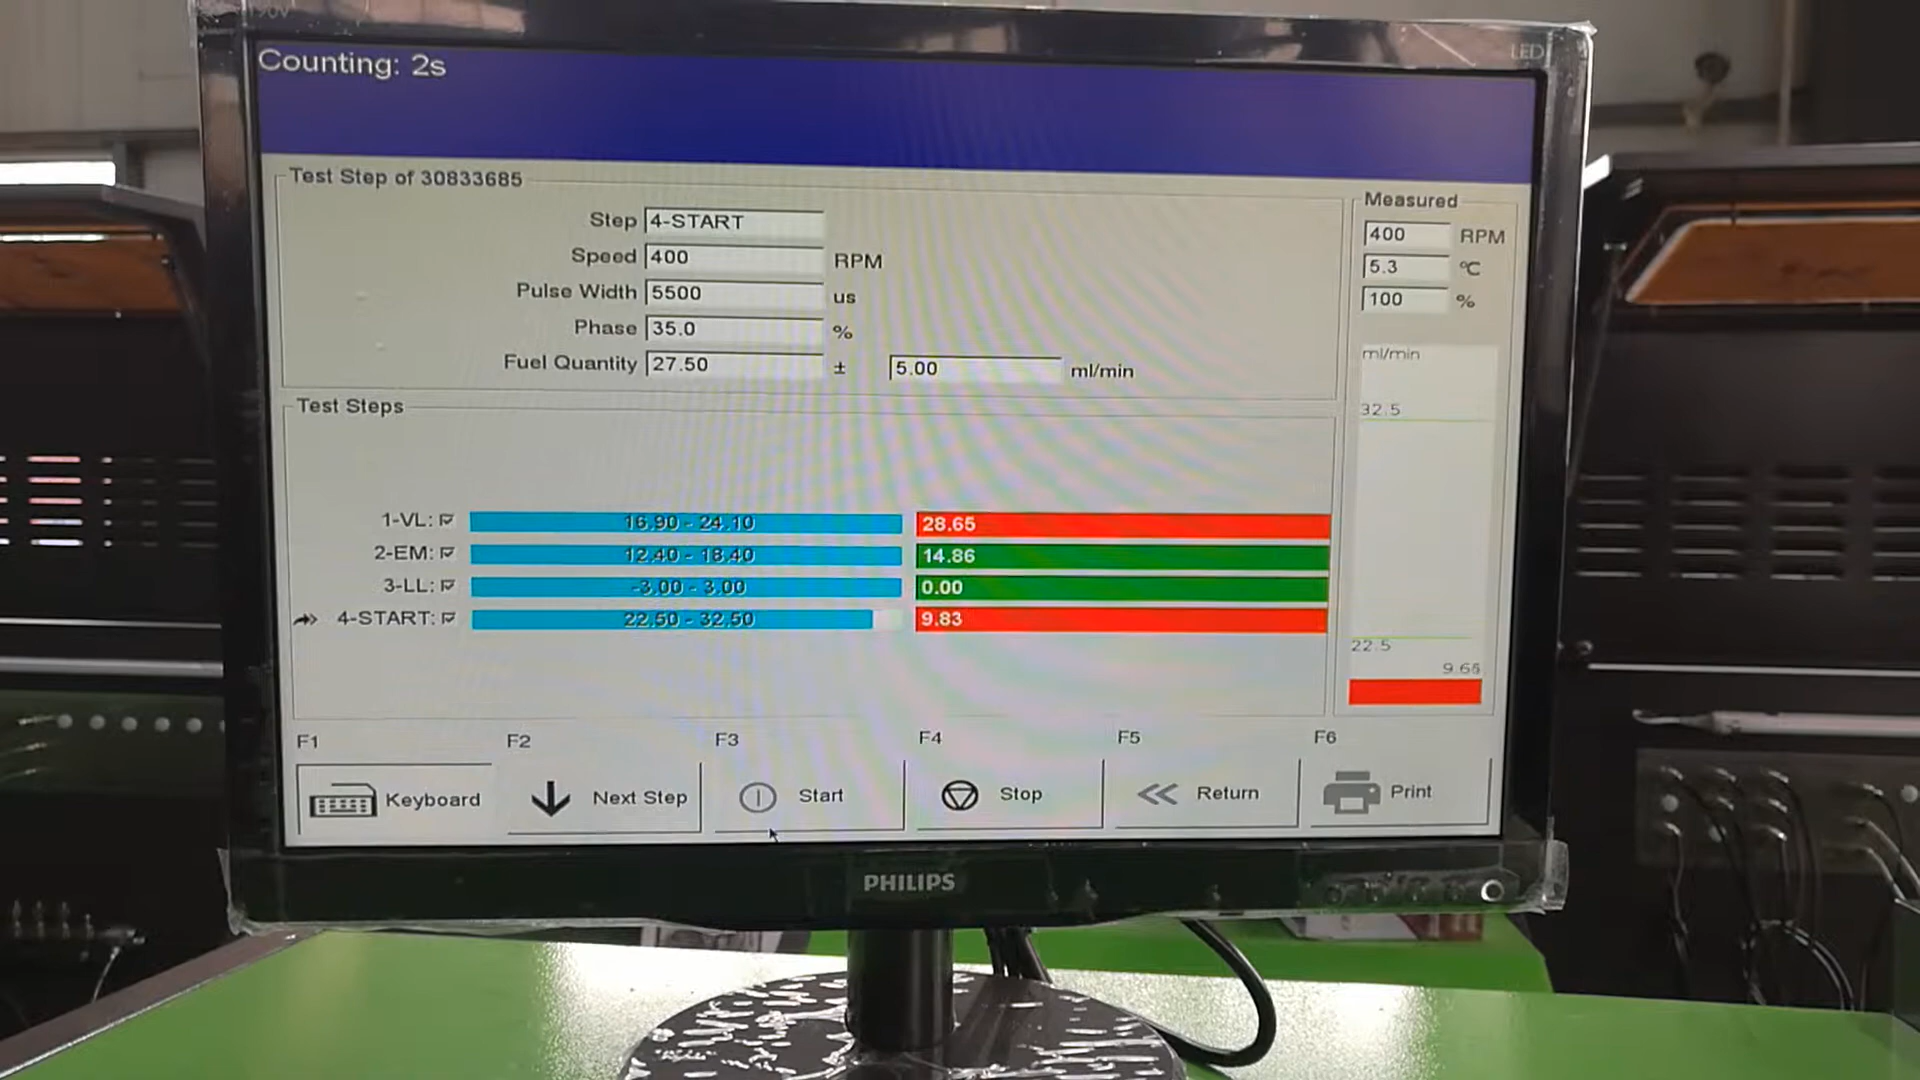 LED
Counting: 2s
Test Step of 30833685
Step 4-START
Speed 400 RPM
Pulse Width 5500 us
Phase 35.0 %
Fuel Quantity 27.50 ± 5.00 ml/min
Measured
400 RPM
5.3 ℃
100 %
ml/min
32.5
22.5
9.66
Test Steps
1-VL: 16.90 - 24.10 28.65
2-EM: 12.40 - 18.40 14.86
3-LL: -3.00 - 3.00 0.00
4-START: 22.50 - 32.50 9.83
F1 F2 F3 F4 F5 F6
Keyboard Next Step Start Stop Return Print
PHILIPS